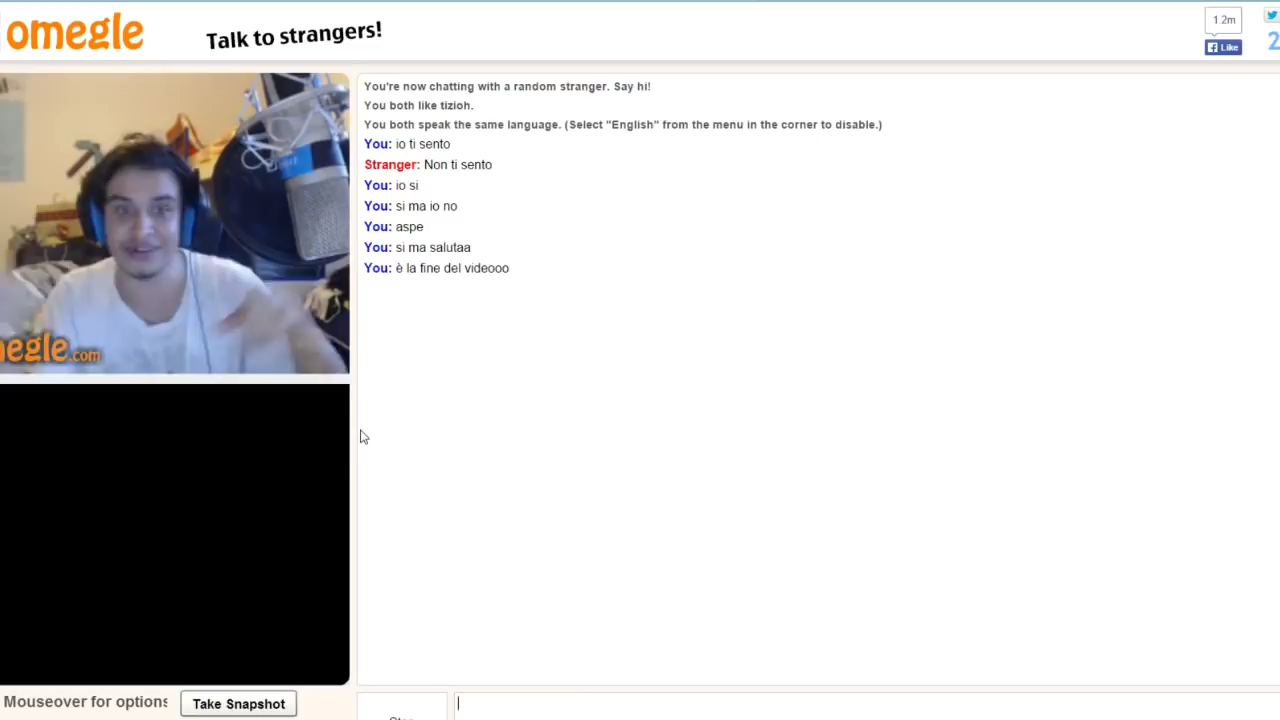 omegle
Talk to strangers!
1.2m
Like
2
You're now chatting with a random stranger. Say hi!
You both like tizioh.
You both speak the same language. (Select "English" from the menu in the corner to disable.)
You: io ti sento
Stranger: Non ti sento
You: io si
You: si ma io no
You: aspe
You: si ma salutaa
You: è la fine del videooo
egle.com
Mouseover for options
Take Snapshot